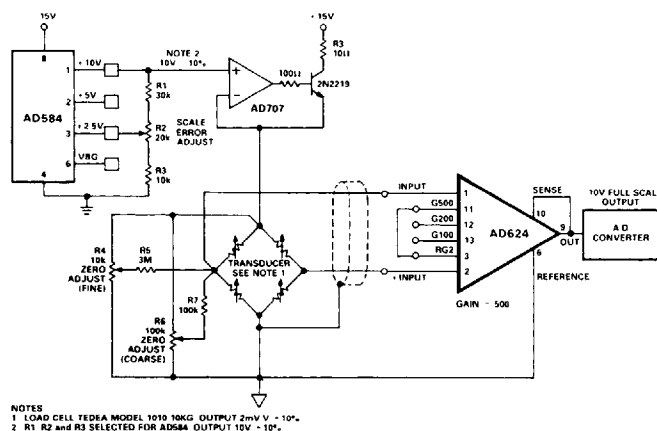 15V
8
AD584
1
+10V
2
+5V
3
+2 5V
6
VBG
4
NOTE 2
10V 10%
R1
30k
R2
20k
R3
10k
SCALE
ERROR
ADJUST
+
−
AD707
100Ω
+15V
R3
10Ω
2N2219
R4
10k
ZERO
ADJUST
(FINE)
R5
3M
R6
100k
ZERO
ADJUST
(COARSE)
R7
100k
TRANSDUCER
SEE NOTE 1
INPUT
G500
G200
G100
RG2
+INPUT
1
11
12
13
3
2
AD624
GAIN - 500
10
SENSE
9
OUT
6
REFERENCE
10V FULL SCALE
OUTPUT
A D
CONVERTER
NOTES
1 LOAD CELL TEDEA MODEL 1010 10KG OUTPUT 2mV V - 10%
2 R1 R2 and R3 SELECTED FOR AD584 OUTPUT 10V - 10%